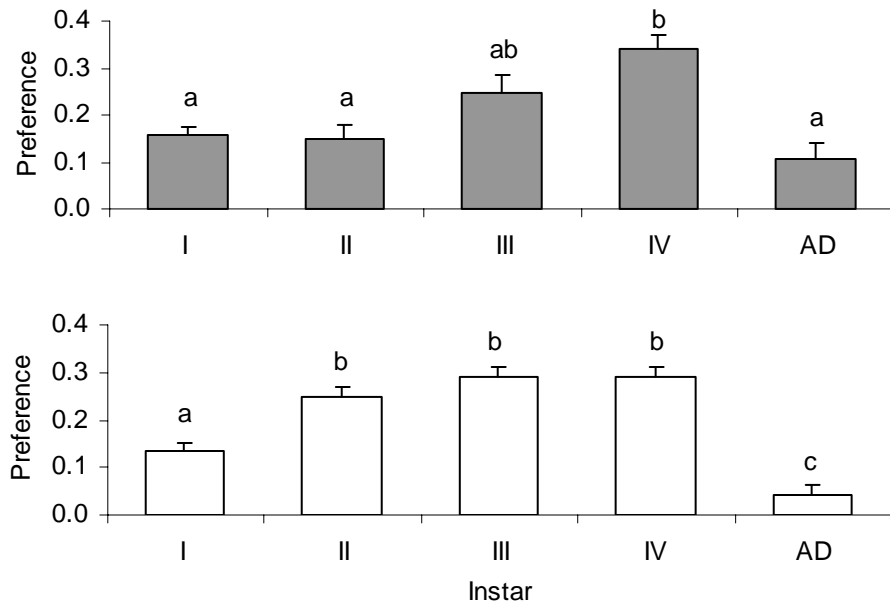 0.4
b
ab
0.3
Preference
a
a
0.2
a
0.1
0.0
I
II
III
IV
AD
0.4
b
b
b
0.3
Preference
0.2
a
0.1
c
0.0
I
II
III
IV
AD
Instar